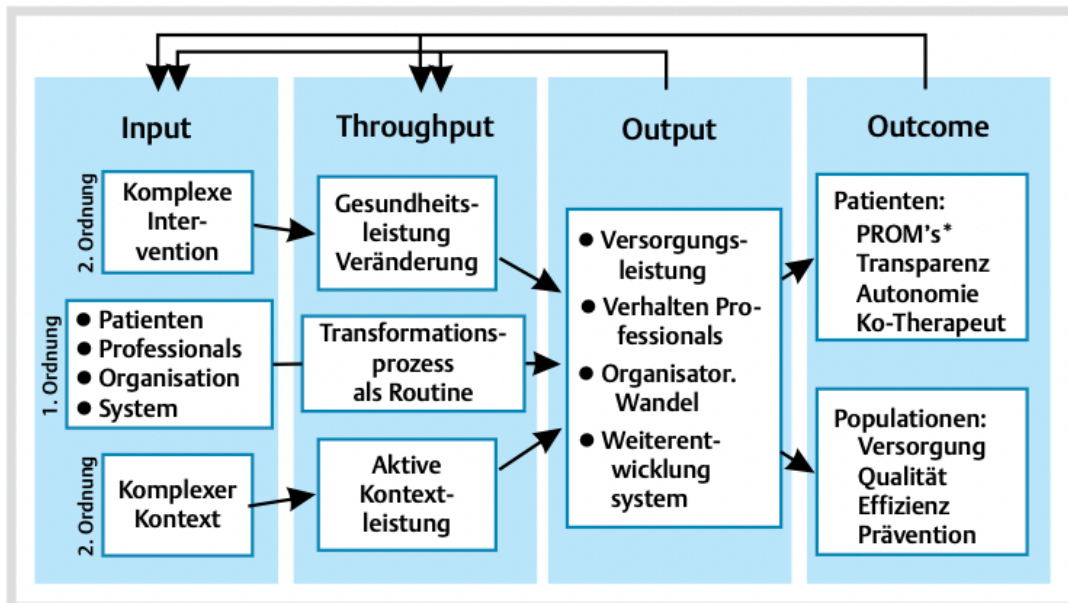 Input
Throughput
Output
Outcome
2. Ordnung
Komplexe
Inter-
vention
1. Ordnung
● Patienten
● Professionals
● Organisation
● System
2. Ordnung
Komplexer
Kontext
Gesundheits-
leistung
Veränderung
Transformations-
prozess
als Routine
Aktive
Kontext-
leistung
● Versorgungs-
leistung
● Verhalten Pro-
fessionals
● Organisator.
Wandel
● Weiterent-
wicklung
system
Patienten:
PROM's*
Transparenz
Autonomie
Ko-Therapeut
Populationen:
Versorgung
Qualität
Effizienz
Prävention